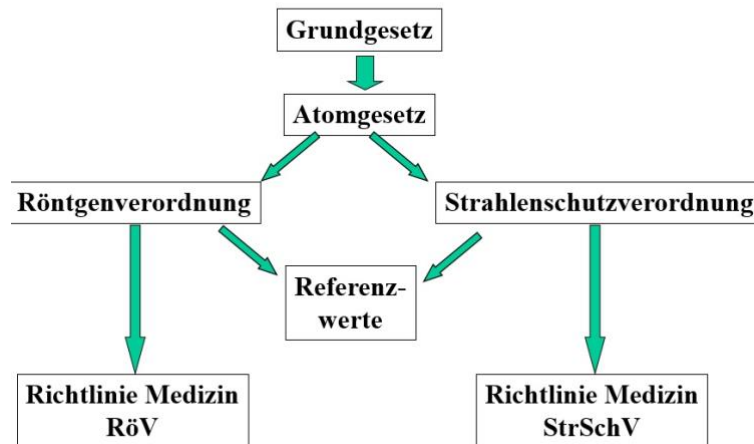 Grundgesetz
Atomgesetz
Röntgenverordnung
Strahlenschutzverordnung
Referenz-
werte
Richtlinie Medizin
RöV
Richtlinie Medizin
StrSchV